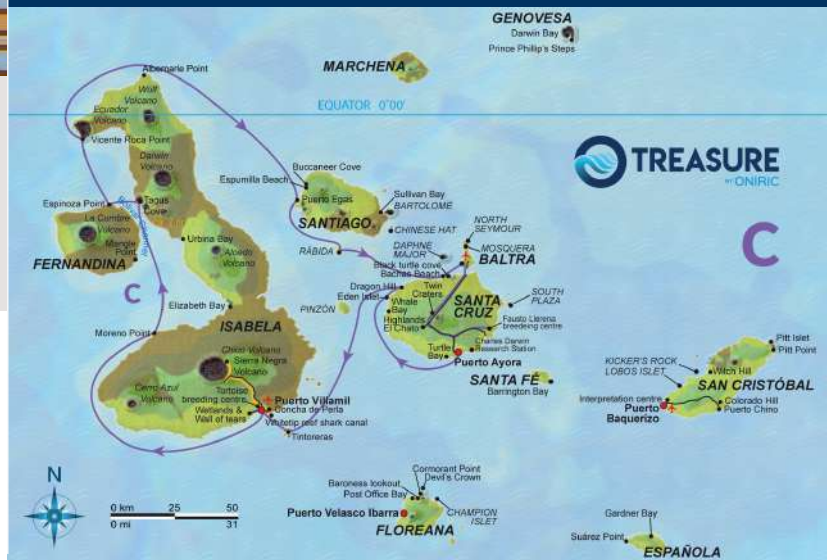 GENOVESA
Darwin Bay
Prince Phillip's Steps
MARCHENA
EQUATOR 0°00'
Albemarle Point
Wolf
Volcano
Ecuador
Volcano
Vicente Roca Point
Darwin
Volcano
TREASURE
BY ONIRIC
C
Buccaneer Cove
Espumilla Beach
Puerto Egas
SANTIAGO
Sullivan Bay
BARTOLOMÉ
CHINESE HAT
RÁBIDA
Espinoza Point
Tagus
Cove
La Cumbre
Volcano
Mangle
Point
FERNANDINA
Urbina Bay
Alcedo
Volcano
C
Elizabeth Bay
ISABELA
Moreno Point
NORTH
SEYMOUR
MOSQUERA
DAPHNE
MAJOR
BALTRA
Black turtle cove
Bachas Beach
Dragon Hill
Eden Islet
Whale
Bay
Twin
Craters
SANTA
CRUZ
SOUTH
PLAZA
Highlands
El Chato
PINZÓN
Fausto Llerena
breedeing centre
Charles Darwin
Research Station
Turtle
Bay
Puerto Ayora
SANTA FÉ
Barrington Bay
Chico Volcano
Sierra Negra
Volcano
Cerro Azul
Volcano
Tortoise
breeding centre
Puerto Villamil
Concha de Perla
Wetlands &
Wall of tears
Whitetip reef shark canal
Tintoreras
Pitt Islet
Pitt Point
KICKER'S ROCK
LOBOS ISLET
Witch Hill
SAN CRISTÓBAL
Interpretation centre
Puerto
Baquerizo
Colorado Hill
Puerto Chino
Cormorant Point
Devil's Crown
Baroness lookout
Post Office Bay
Puerto Velasco Ibarra
CHAMPION
ISLET
FLOREANA
Gardner Bay
Suárez Point
ESPAÑOLA
N
0 km 25 50
0 mi 31